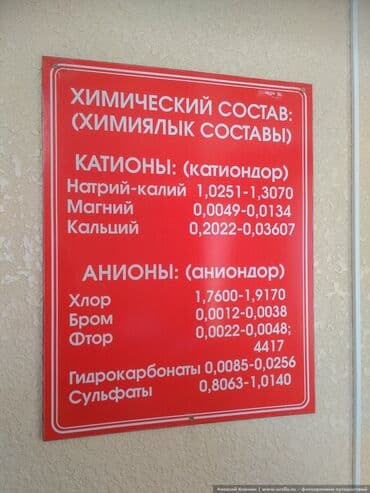 ХИМИЧЕСКИЙ СОСТАВ:
(ХИМИЯЛЫК СОСТАВЫ)
КАТИОНЫ: (катиондор)
Натрий-калий 1,0251-1,3070
Магний 0,0049-0,0134
Кальций 0,2022-0,03607
АНИОНЫ: (аниондор)
Хлор 1,7600-1,9170
Бром 0,0012-0,0038
Фтор 0,0022-0,0048;
4417
Гидрокарбонаты 0,0085-0,0256
Сульфаты 0,8063-1,0140